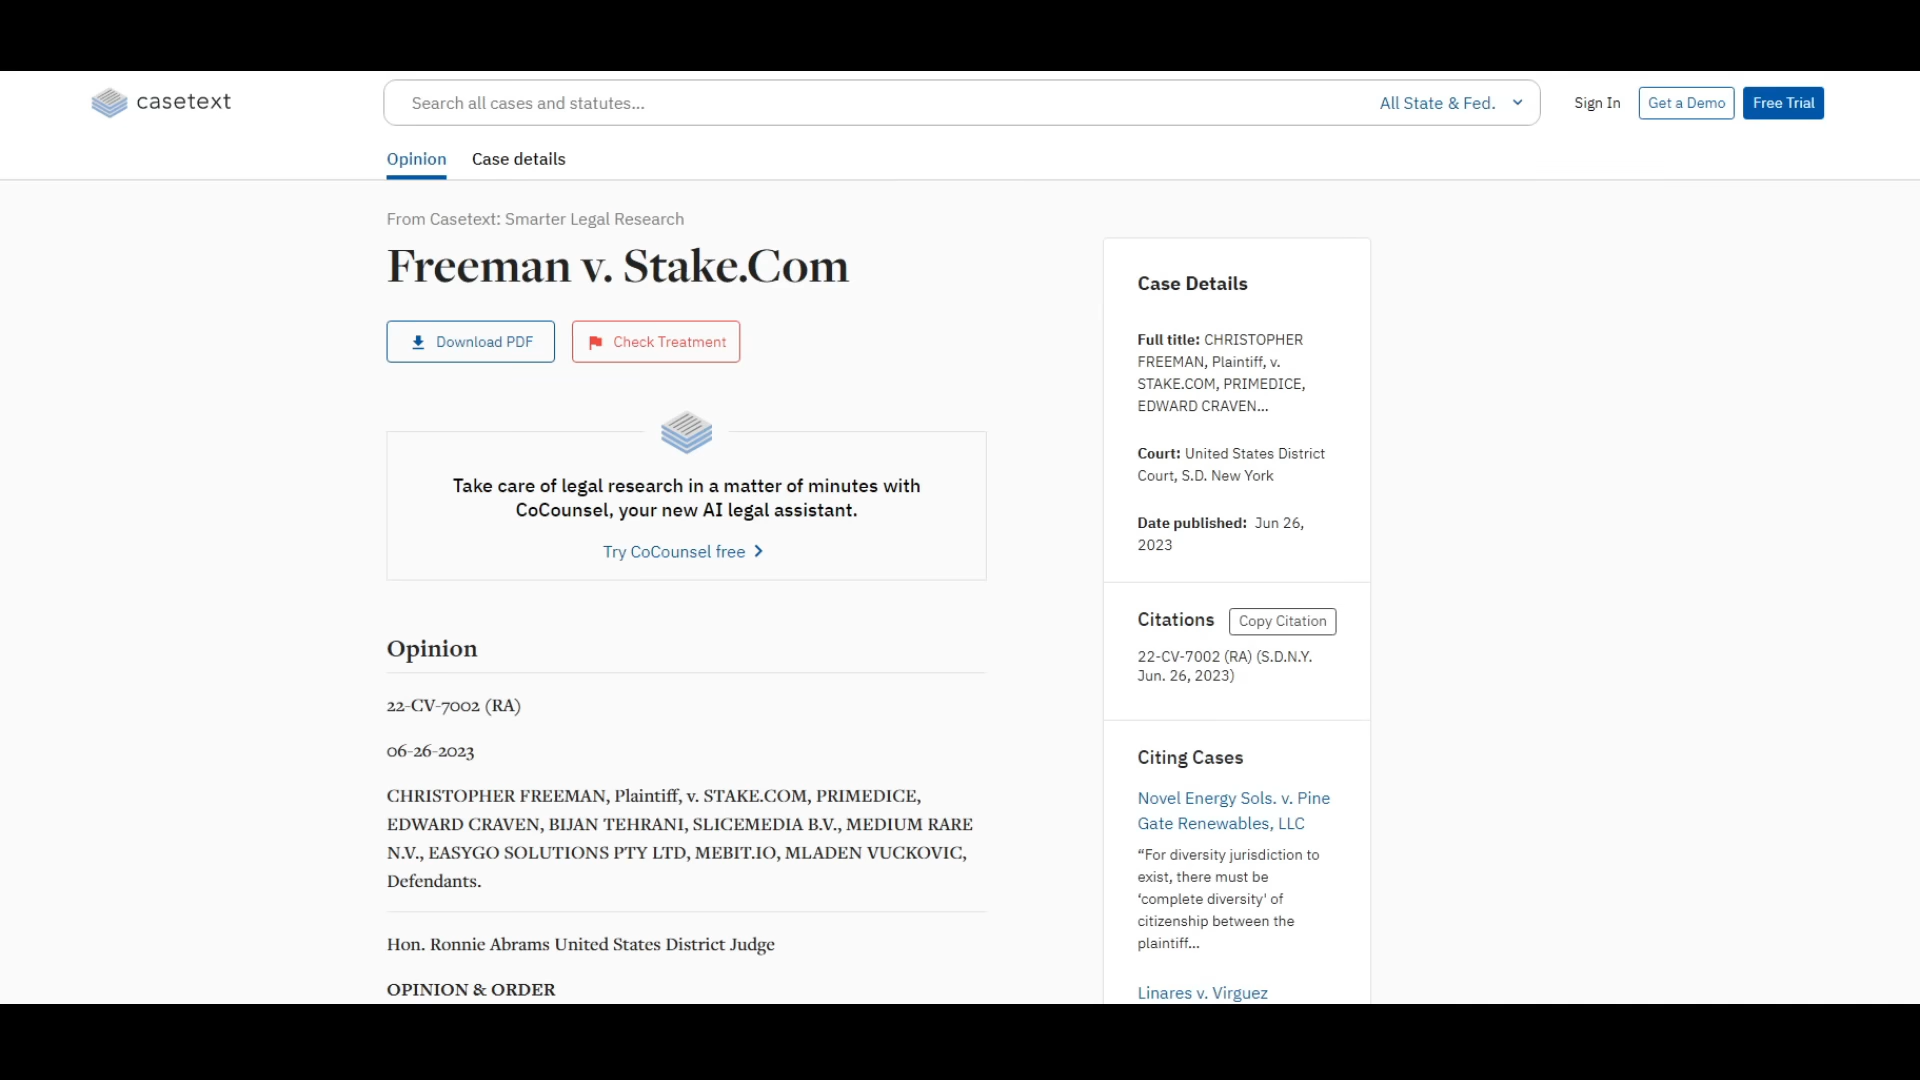 casetext
Search all cases and statutes...
All State & Fed.
Sign In
Get a Demo
Free Trial
Opinion
Case details
From Casetext: Smarter Legal Research
Freeman v. Stake.Com
Download PDF
Check Treatment
Take care of legal research in a matter of minutes with
CoCounsel, your new AI legal assistant.
Try CoCounsel free
Opinion
22-CV-7002 (RA)
06-26-2023
CHRISTOPHER FREEMAN, Plaintiff, v. STAKE.COM, PRIMEDICE,
EDWARD CRAVEN, BIJAN TEHRANI, SLICEMEDIA B.V., MEDIUM RARE
N.V., EASYGO SOLUTIONS PTY LTD, MEBIT.IO, MLADEN VUCKOVIC,
Defendants.
Hon. Ronnie Abrams United States District Judge
OPINION & ORDER
Case Details
Full title: CHRISTOPHER
FREEMAN, Plaintiff, v.
STAKE.COM, PRIMEDICE,
EDWARD CRAVEN...
Court: United States District
Court, S.D. New York
Date published: Jun 26,
2023
Citations
Copy Citation
22-CV-7002 (RA) (S.D.N.Y.
Jun. 26, 2023)
Citing Cases
Novel Energy Sols. v. Pine
Gate Renewables, LLC
“For diversity jurisdiction to
exist, there must be
‘complete diversity' of
citizenship between the
plaintiff...
Linares v. Virguez